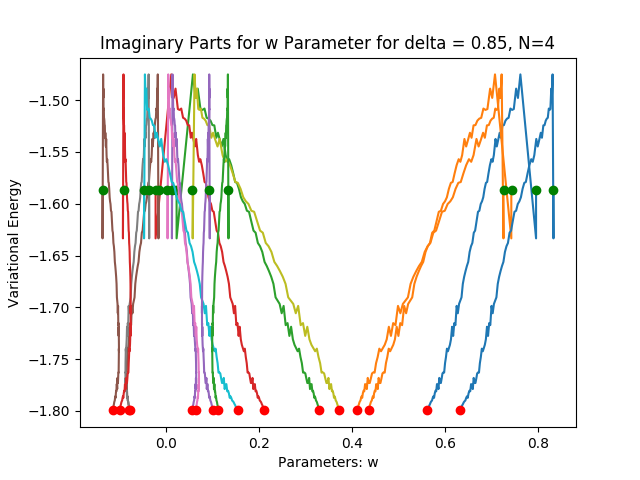 Imaginary Parts for w Parameter for delta = 0.85, N=4
−1.50
−1.55
−1.60
−1.65
−1.70
−1.75
−1.80
Variational Energy
0.0 0.2 0.4 0.6 0.8
Parameters: w